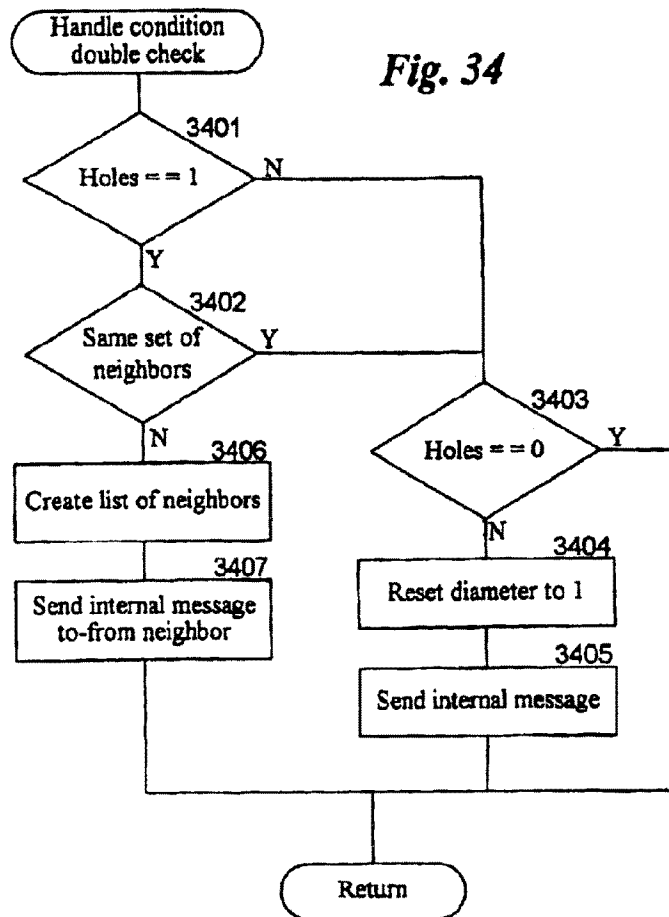 Handle condition
double check
Fig. 34
3401
Holes = = 1
N
Y
3402
Same set of
neighbors
Y
N
3403
Holes = = 0
Y
N
3406
Create list of neighbors
3407
Send internal message
to-from neighbor
3404
Reset diameter to 1
3405
Send internal message
Return